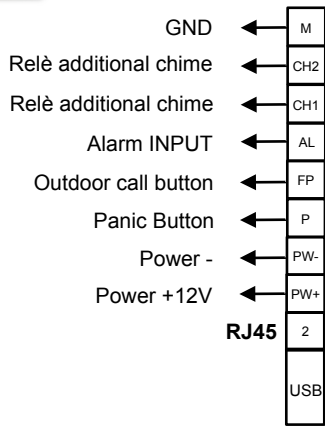 GND M
Relè additional chime CH2
Relè additional chime CH1
Alarm INPUT AL
Outdoor call button FP
Panic Button P
Power - PW-
Power +12V PW+
RJ45 2
USB